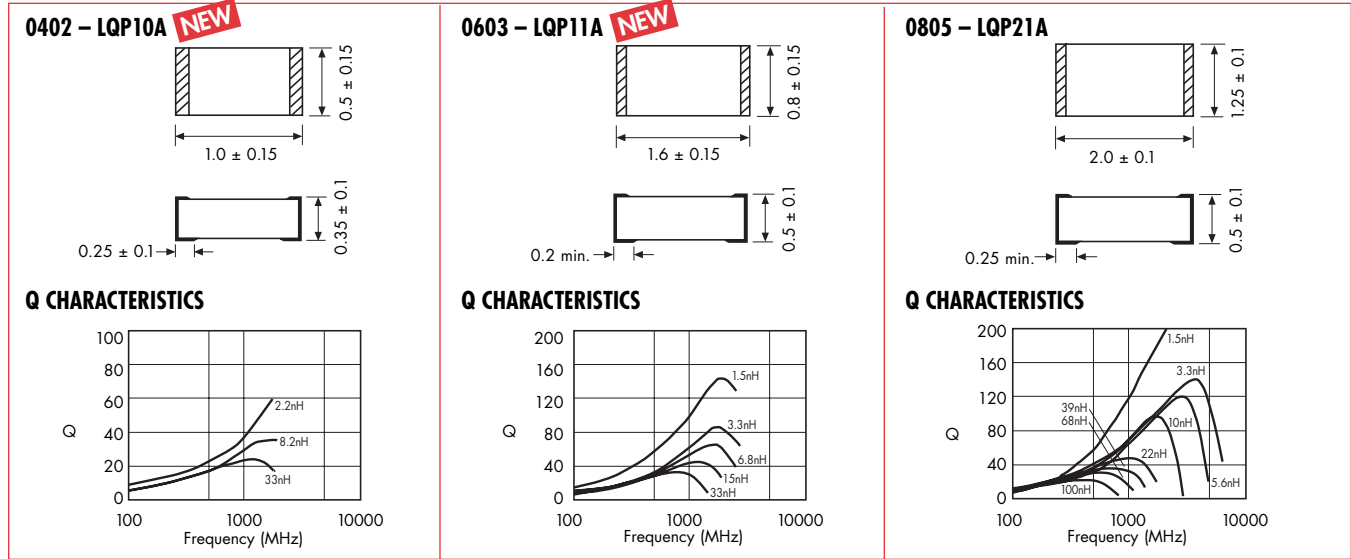 0402 – LQP10A NEW
0.5 ± 0.15
1.0 ± 0.15
0.35 ± 0.1
0.25 ± 0.1
Q CHARACTERISTICS
100
80
60
40
20
0
Q
2.2nH
8.2nH
33nH
100
1000
10000
Frequency (MHz)
0603 – LQP11A NEW
0.8 ± 0.15
1.6 ± 0.15
0.5 ± 0.1
0.2 min.
Q CHARACTERISTICS
200
160
120
80
40
0
Q
1.5nH
3.3nH
6.8nH
15nH
33nH
100
1000
10000
Frequency (MHz)
0805 – LQP21A
1.25 ± 0.1
2.0 ± 0.1
0.5 ± 0.1
0.25 min.
Q CHARACTERISTICS
200
160
120
80
40
0
Q
1.5nH
3.3nH
39nH
68nH
10nH
22nH
100nH
5.6nH
100
1000
10000
Frequency (MHz)